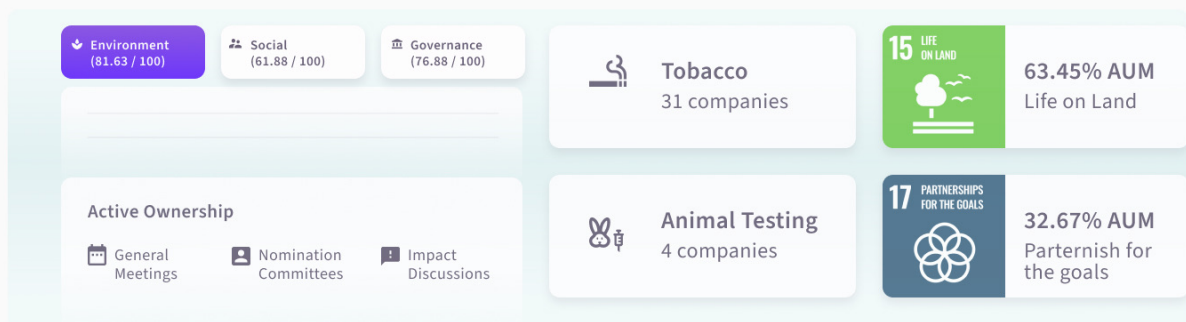 Environment
(81.63 / 100)
Social
(61.88 / 100)
Governance
(76.88 / 100)
Active Ownership
General
Meetings
Nomination
Committees
Impact
Discussions
Tobacco
31 companies
Animal Testing
4 companies
15 LIFE
ON LAND
63.45% AUM
Life on Land
17 PARTNERSHIPS
FOR THE GOALS
32.67% AUM
Parternish for
the goals